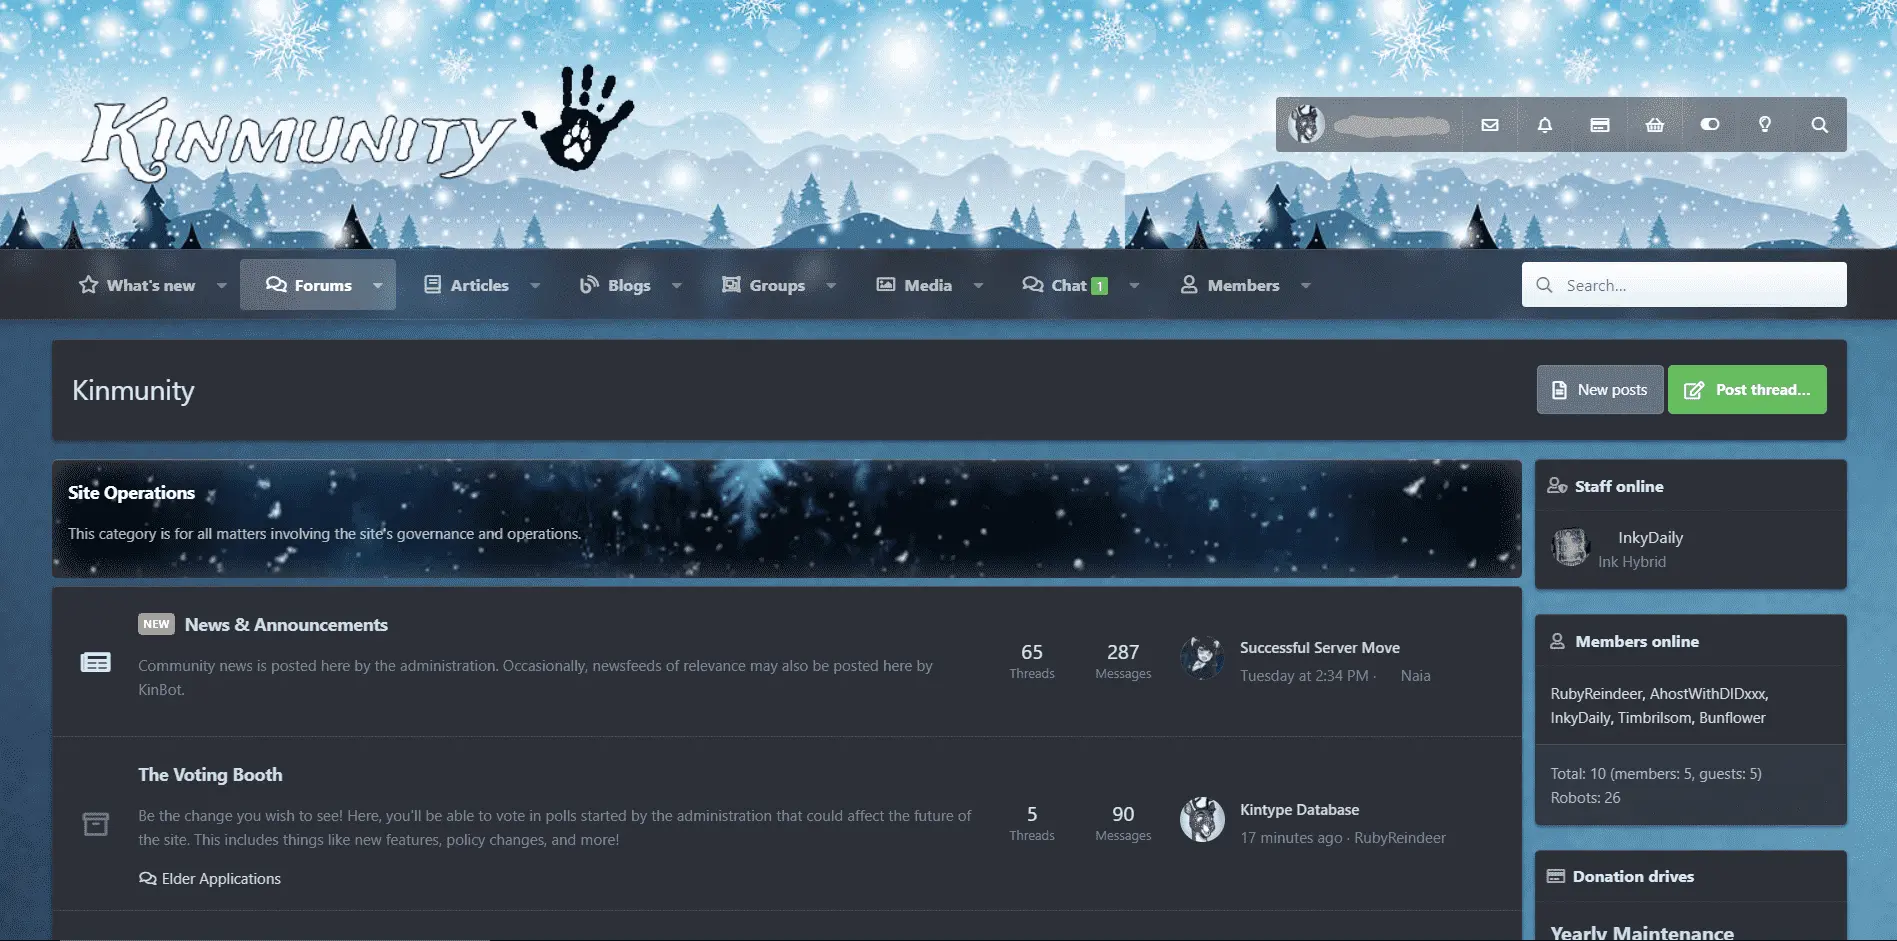 KINMUNITY
What's new
Forums
Articles
Blogs
Groups
Media
Chat 1
Members
Search...
Kinmunity
New posts
Post thread...
Site Operations
This category is for all matters involving the site's governance and operations.
NEW News & Announcements
Community news is posted here by the administration. Occasionally, newsfeeds of relevance may also be posted here by
KinBot.
65
Threads
287
Messages
Successful Server Move
Tuesday at 2:34 PM · Naia
The Voting Booth
Be the change you wish to see! Here, you'll be able to vote in polls started by the administration that could affect the future of
the site. This includes things like new features, policy changes, and more!
Elder Applications
5
Threads
90
Messages
Kintype Database
17 minutes ago · RubyReindeer
Staff online
InkyDaily
Ink Hybrid
Members online
RubyReindeer, AhostWithDIDxxx,
InkyDaily, Timbrilsom, Bunflower
Total: 10 (members: 5, guests: 5)
Robots: 26
Donation drives
Yearly Maintenance